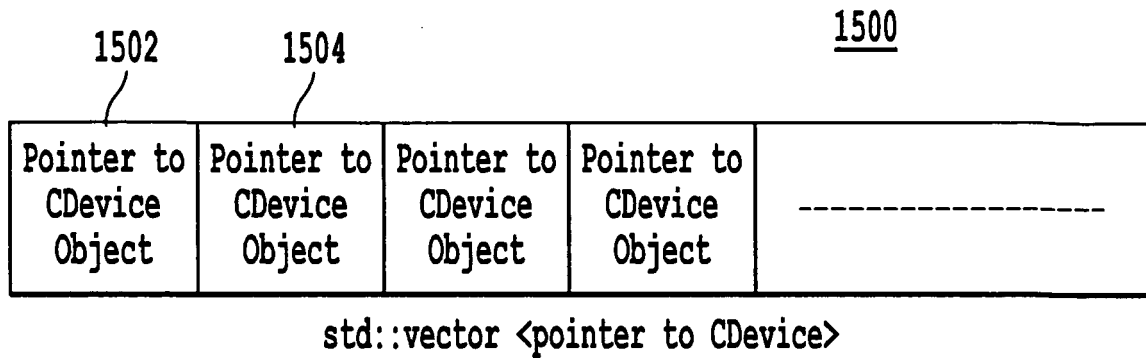 1500
1502
1504
Pointer to
CDevice
Object
Pointer to
CDevice
Object
Pointer to
CDevice
Object
Pointer to
CDevice
Object
std::vector <pointer to CDevice>